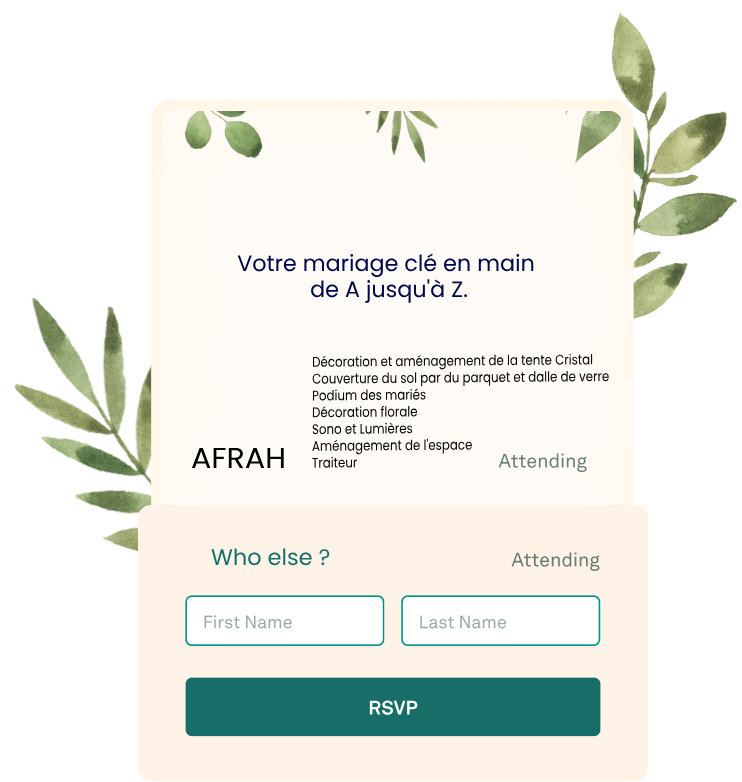 Votre mariage clé en main
de A jusqu'à Z.
Décoration et aménagement de la tente Cristal
Couverture du sol par du parquet et dalle de verre
Podium des mariés
Décoration florale
Sono et Lumières
Aménagement de l'espace
Traiteur
AFRAH
Attending
Who else ?
Attending
First Name
Last Name
RSVP